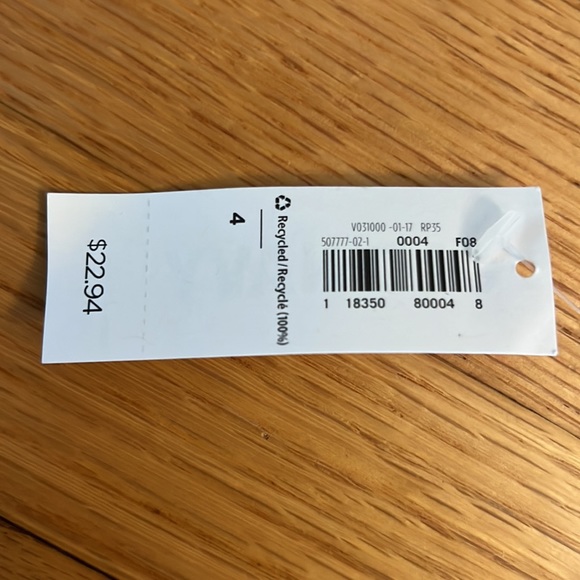 $22.94
4
Recycled/Recyclé (100%)
V031000 -01-17 RP35
507777-02-1 0004 F08
1 18350 80004 8